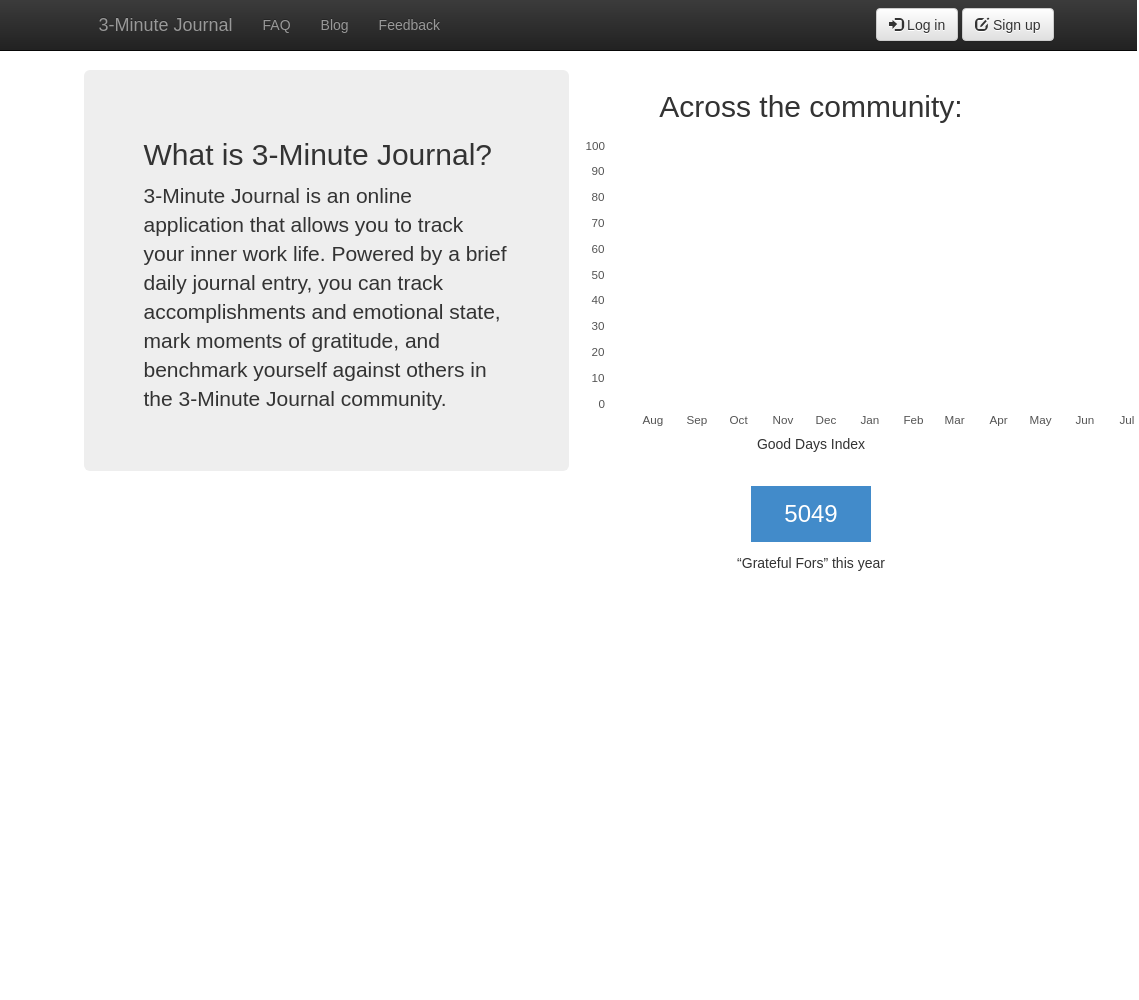 3-Minute Journal FAQ Blog Feedback Log in Sign up
What is 3-Minute Journal?
3-Minute Journal is an online
application that allows you to track
your inner work life. Powered by a brief
daily journal entry, you can track
accomplishments and emotional state,
mark moments of gratitude, and
benchmark yourself against others in
the 3-Minute Journal community.
Across the community:
100
90
80
70
60
50
40
30
20
10
0
Aug Sep Oct Nov Dec Jan Feb Mar Apr May Jun Jul
Good Days Index
5049
“Grateful Fors” this year